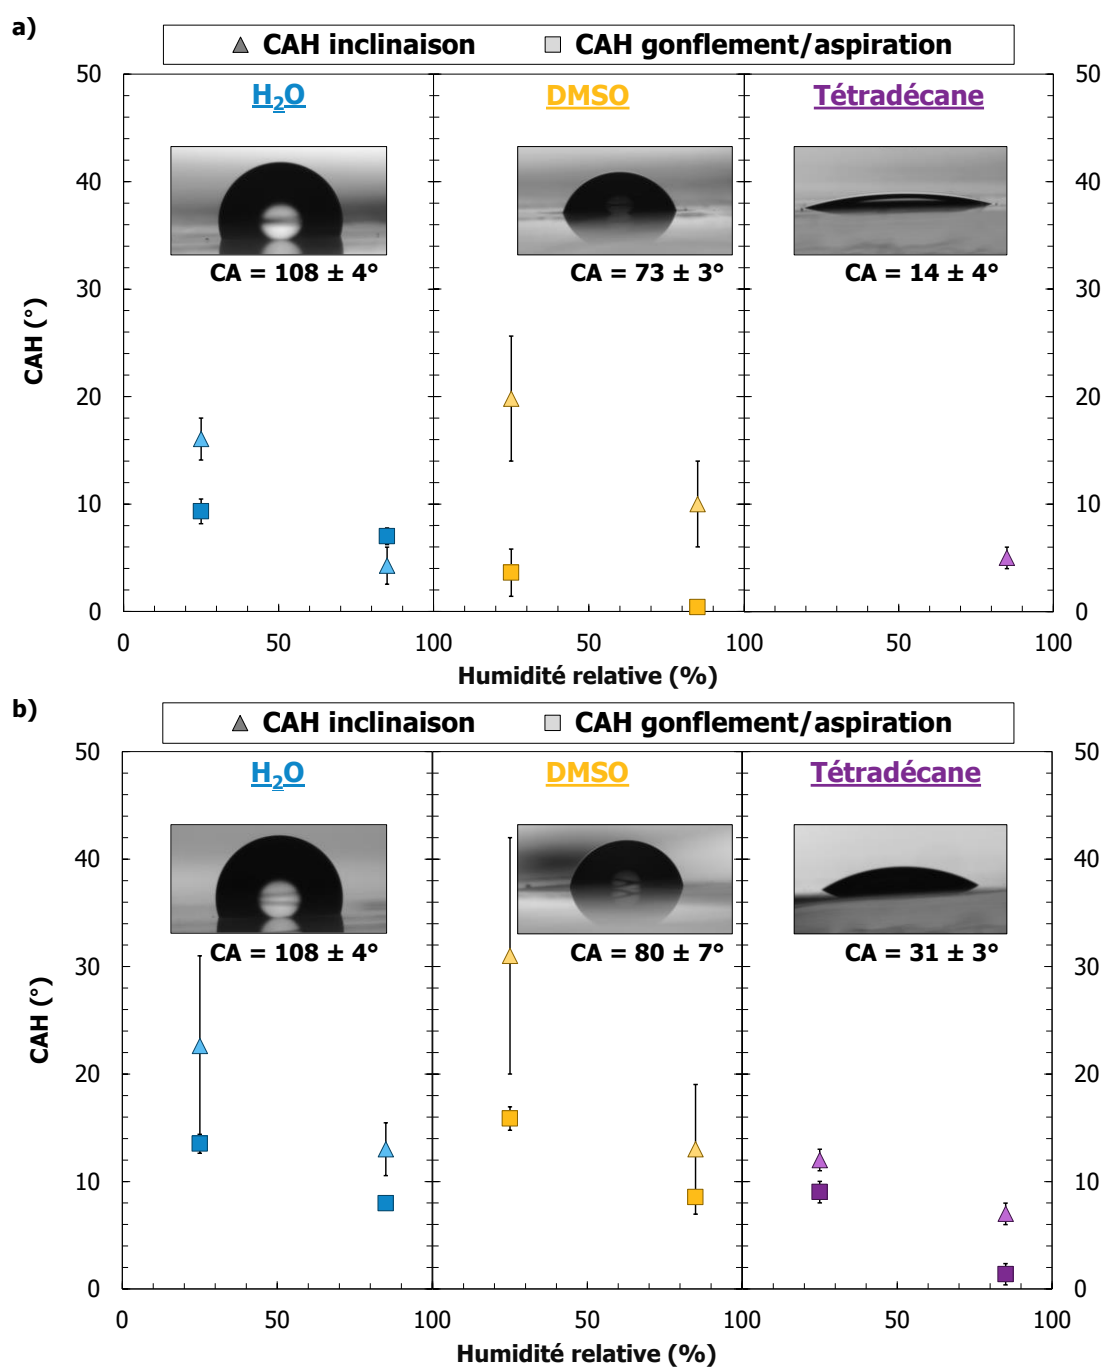 a)
▲ CAH inclinaison ■ CAH gonflement/aspiration
H₂O DMSO Tétradécane
50 50
40 40
CA = 108 ± 4° CA = 73 ± 3° CA = 14 ± 4°
30 30
CAH (°)
20 20
10 10
0 0
0 50 100 50 100 50 100
Humidité relative (%)
b)
▲ CAH inclinaison ■ CAH gonflement/aspiration
H₂O DMSO Tétradécane
50 50
40 40
CA = 108 ± 4° CA = 80 ± 7° CA = 31 ± 3°
30 30
CAH (°)
20 20
10 10
0 0
0 50 100 50 100 50 100
Humidité relative (%)